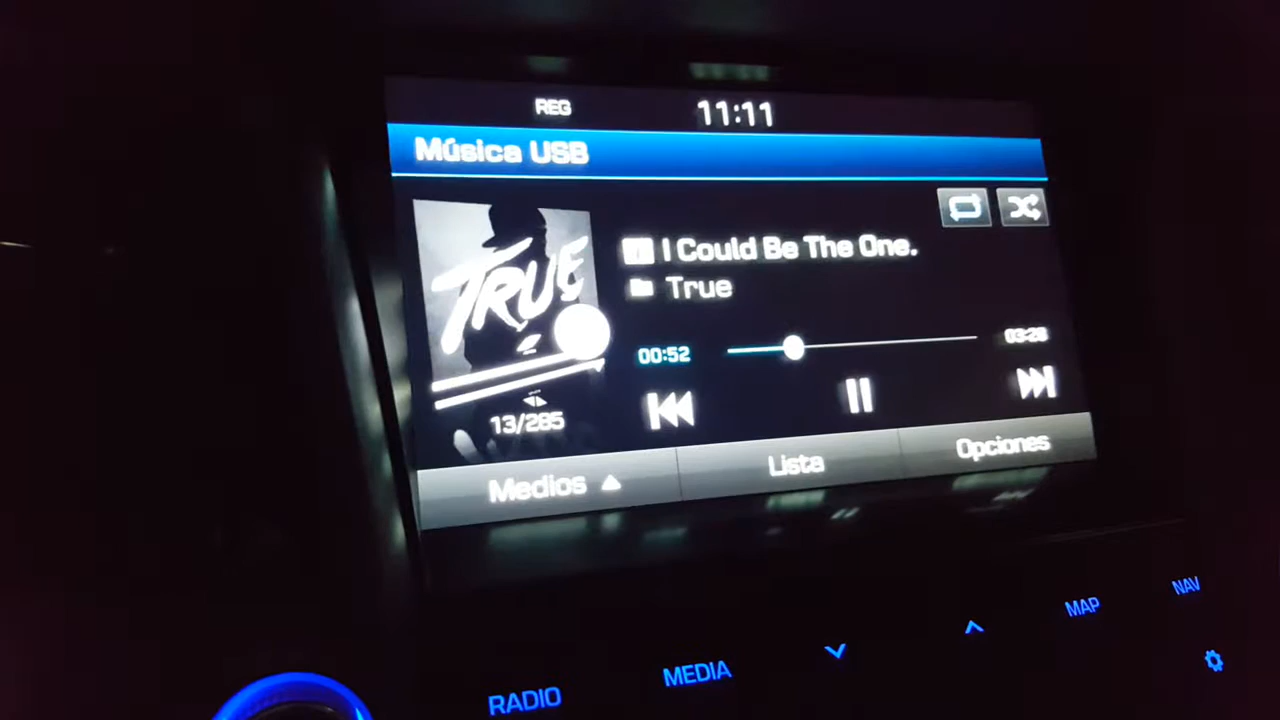 REG 11:11
Música USB
TRUE
I Could Be The One.
True
00:52 03:28
13/285
Medios Lista Opciones
RADIO MEDIA MAP NAV